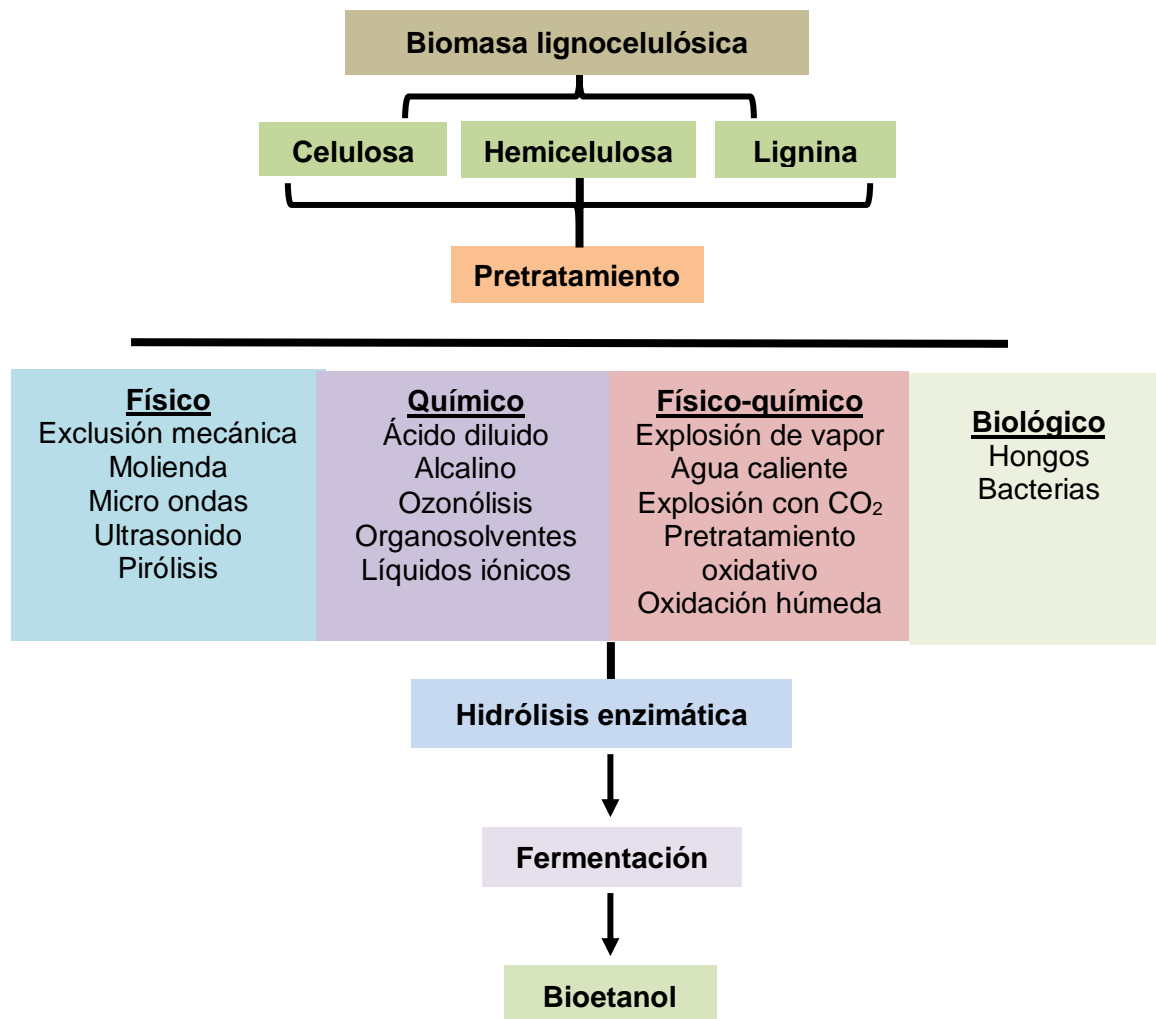 Biomasa lignocelulósica
Celulosa
Hemicelulosa
Lignina
Pretratamiento
Físico
Exclusión mecánica
Molienda
Micro ondas
Ultrasonido
Pirólisis
Químico
Ácido diluido
Alcalino
Ozonólisis
Organosolventes
Líquidos iónicos
Físico-químico
Explosión de vapor
Agua caliente
Explosión con CO₂
Pretratamiento
oxidativo
Oxidación húmeda
Biológico
Hongos
Bacterias
Hidrólisis enzimática
Fermentación
Bioetanol